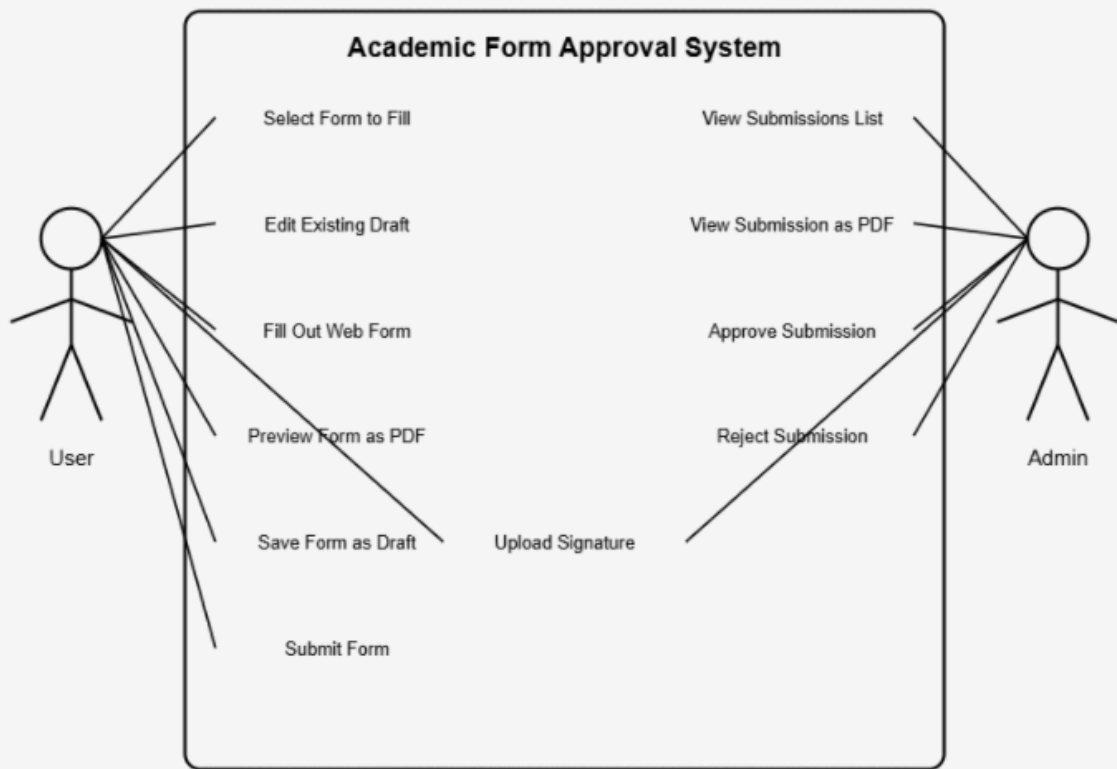 Academic Form Approval System
Select Form to Fill
View Submissions List
Edit Existing Draft
View Submission as PDF
Fill Out Web Form
Approve Submission
Preview Form as PDF
Reject Submission
User
Admin
Save Form as Draft
Upload Signature
Submit Form